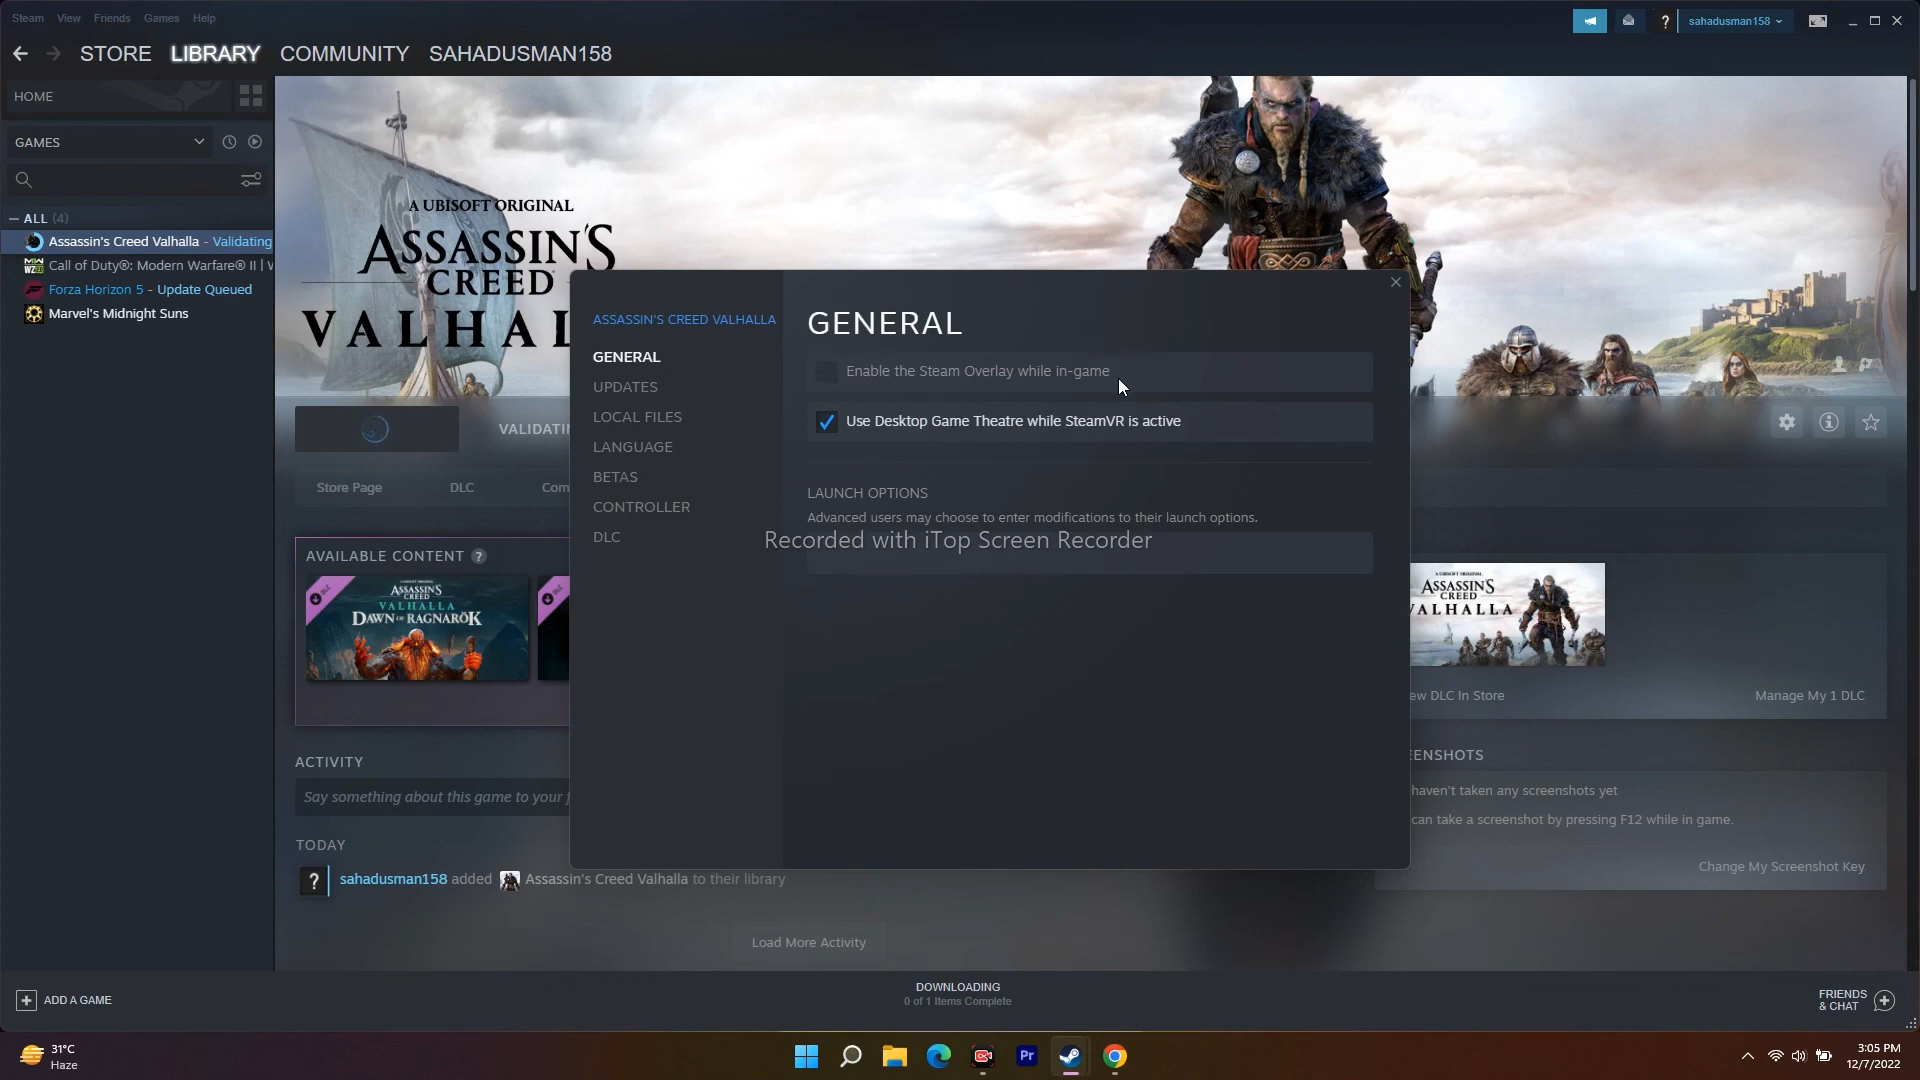 Steam View Friends Games Help
sahadusman158
STORE LIBRARY COMMUNITY SAHADUSMAN158
HOME
GAMES
ALL (4)
Assassin's Creed Valhalla - Validating
Call of Duty®: Modern Warfare® II |
Forza Horizon 5 - Update Queued
Marvel's Midnight Suns
A UBISOFT ORIGINAL
ASSASSIN'S
CREED
VALHAL
VALIDATIN
Store Page DLC Com
AVAILABLE CONTENT ?
ASSASSIN'S
CREED
VALHALLA
DAWN OF RAGNARÖK
ACTIVITY
Say something about this game to your f
TODAY
sahadusman158 added Assassin's Creed Valhalla to their library
Load More Activity
ASSASSIN'S CREED VALHALLA
GENERAL
UPDATES
LOCAL FILES
LANGUAGE
BETAS
CONTROLLER
DLC
GENERAL
Enable the Steam Overlay while in-game
Use Desktop Game Theatre while SteamVR is active
LAUNCH OPTIONS
Advanced users may choose to enter modifications to their launch options.
Recorded with iTop Screen Recorder
ASSASSIN'S
CREED
VALHALLA
ew DLC In Store
Manage My 1 DLC
EENSHOTS
haven't taken any screenshots yet
can take a screenshot by pressing F12 while in game.
Change My Screenshot Key
ADD A GAME
DOWNLOADING
0 of 1 Items Complete
FRIENDS
& CHAT
31°C
Haze
Pr
3:05 PM
12/7/2022